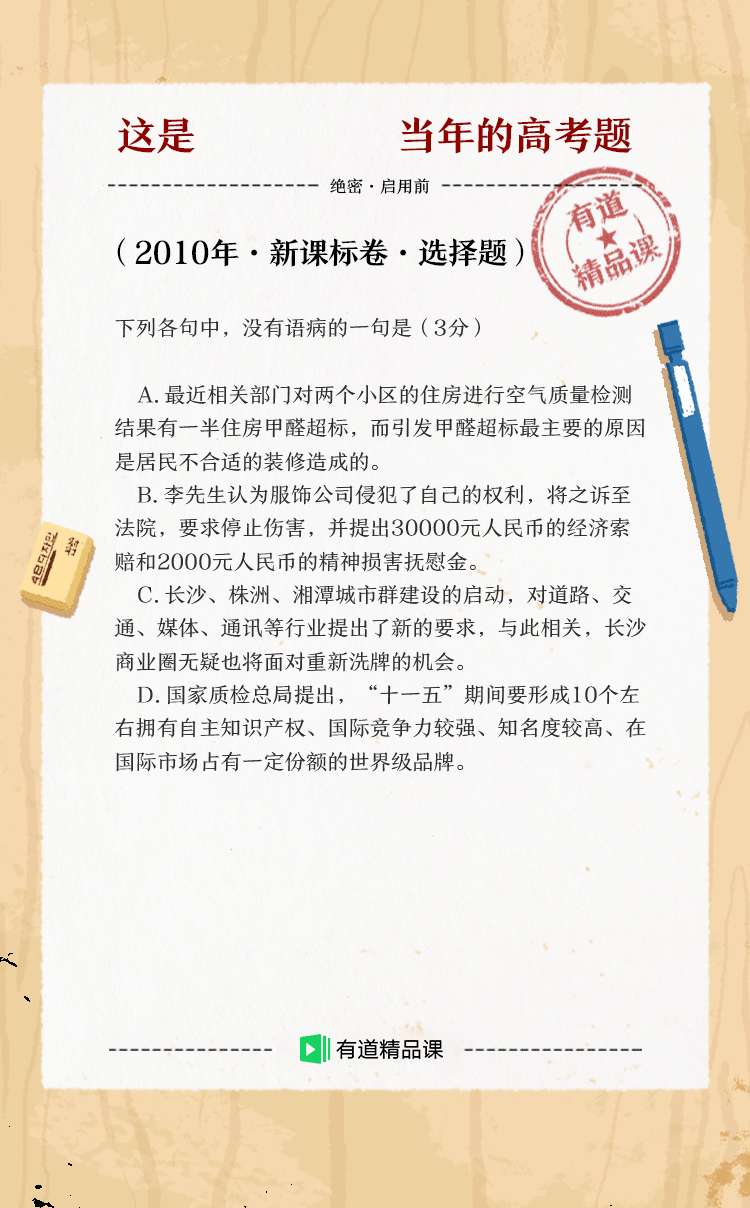 这是 当年的高考题
绝密·启用前
有道
精品课
（2010年·新课标卷·选择题）
下列各句中，没有语病的一句是（3分）
A. 最近相关部门对两个小区的住房进行空气质量检测
结果有一半住房甲醛超标，而引发甲醛超标最主要的原因
是居民不合适的装修造成的。
B. 李先生认为服饰公司侵犯了自己的权利，将之诉至
法院，要求停止伤害，并提出30000元人民币的经济索
赔和2000元人民币的精神损害抚慰金。
C. 长沙、株洲、湘潭城市群建设的启动，对道路、交
通、媒体、通讯等行业提出了新的要求，与此相关，长沙
商业圈无疑也将面对重新洗牌的机会。
D. 国家质检总局提出，“十一五”期间要形成10个左
右拥有自主知识产权、国际竞争力较强、知名度较高、在
国际市场占有一定份额的世界级品牌。
有道精品课